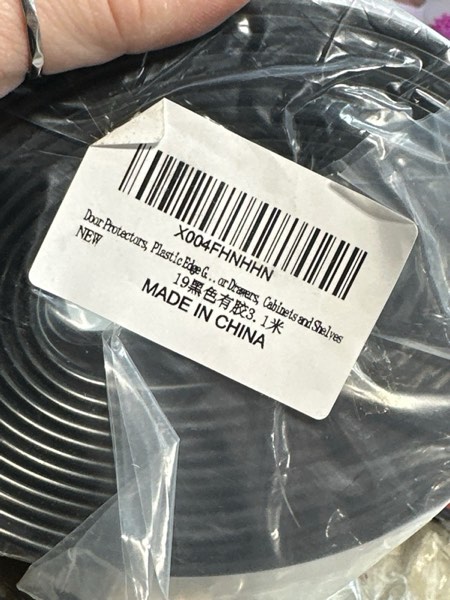 X004FHNHHN
Door Protectors, Plastic Edge G...or Drawers, Cabinets and Shelves
NEW
19黑色有胶3.1米
MADE IN CHINA